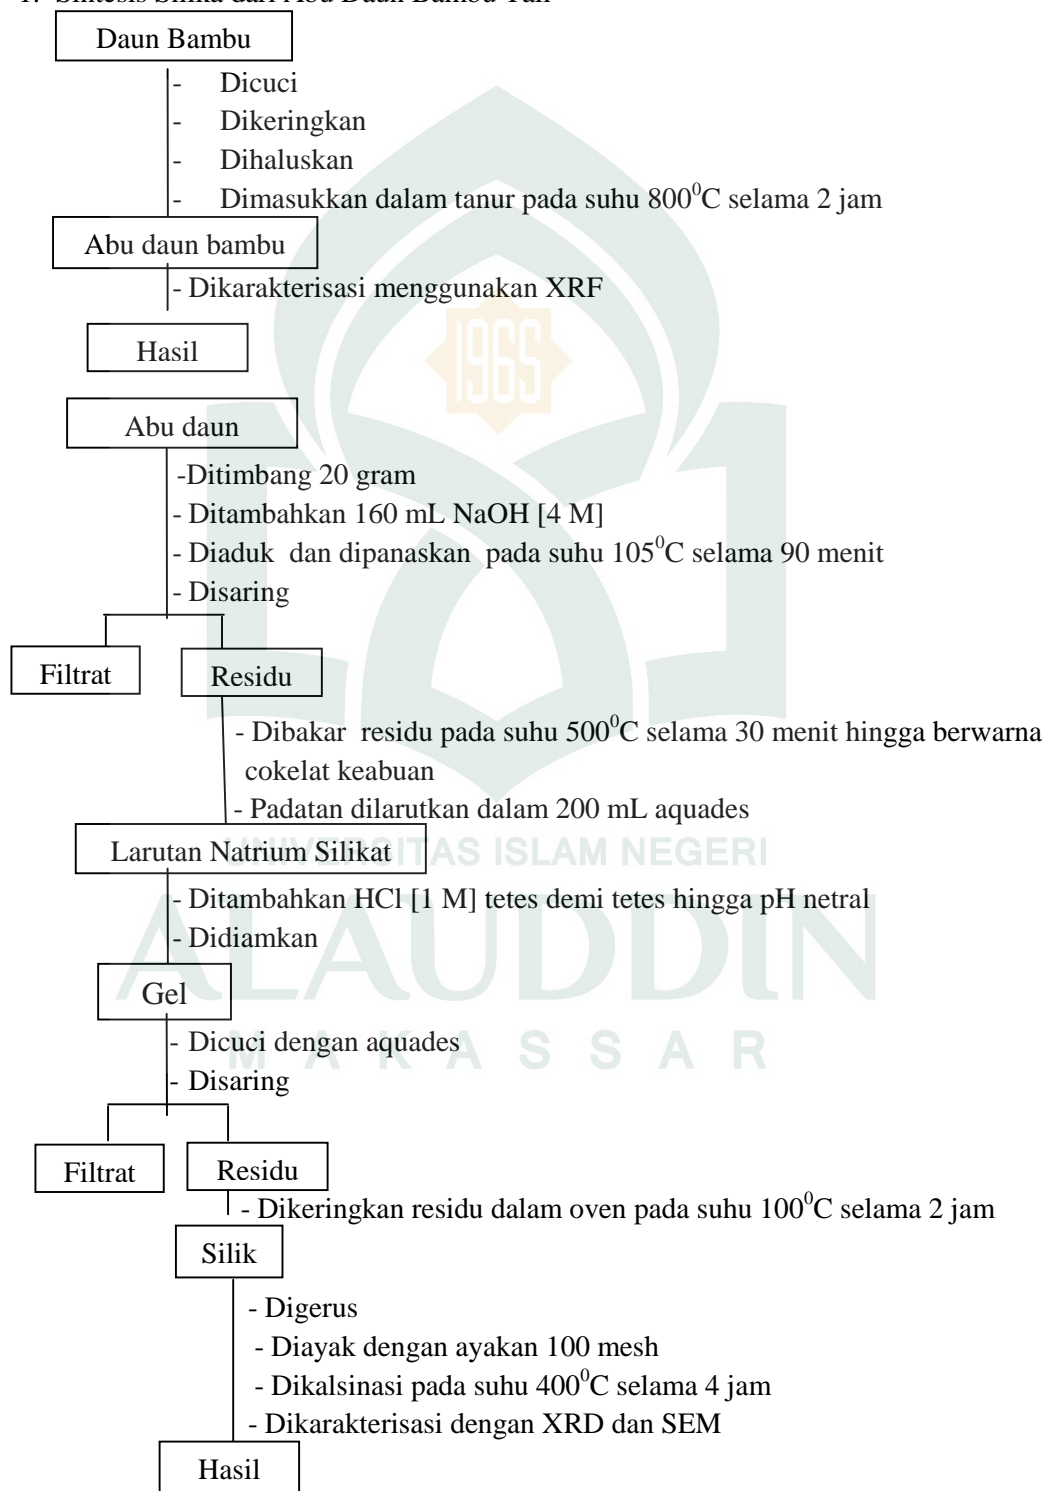 1. Sintesis Silika dari Abu Daun Bambu Tali
Daun Bambu
- Dicuci
- Dikeringkan
- Dihaluskan
- Dimasukkan dalam tanur pada suhu 800⁰C selama 2 jam
Abu daun bambu
- Dikarakterisasi menggunakan XRF
1965
Hasil
Abu daun
-Ditimbang 20 gram
- Ditambahkan 160 mL NaOH [4 M]
- Diaduk dan dipanaskan pada suhu 105⁰C selama 90 menit
- Disaring
Filtrat
Residu
- Dibakar residu pada suhu 500⁰C selama 30 menit hingga berwarna
cokelat keabuan
- Padatan dilarutkan dalam 200 mL aquades
Larutan Natrium Silikat
UNIVERSITAS ISLAM NEGERI
- Ditambahkan HCl [1 M] tetes demi tetes hingga pH netral
- Didiamkan
ALAUDDIN
Gel
- Dicuci dengan aquades
MAKASSAR
- Disaring
Filtrat
Residu
- Dikeringkan residu dalam oven pada suhu 100⁰C selama 2 jam
Silik
- Digerus
- Diayak dengan ayakan 100 mesh
- Dikalsinasi pada suhu 400⁰C selama 4 jam
- Dikarakterisasi dengan XRD dan SEM
Hasil